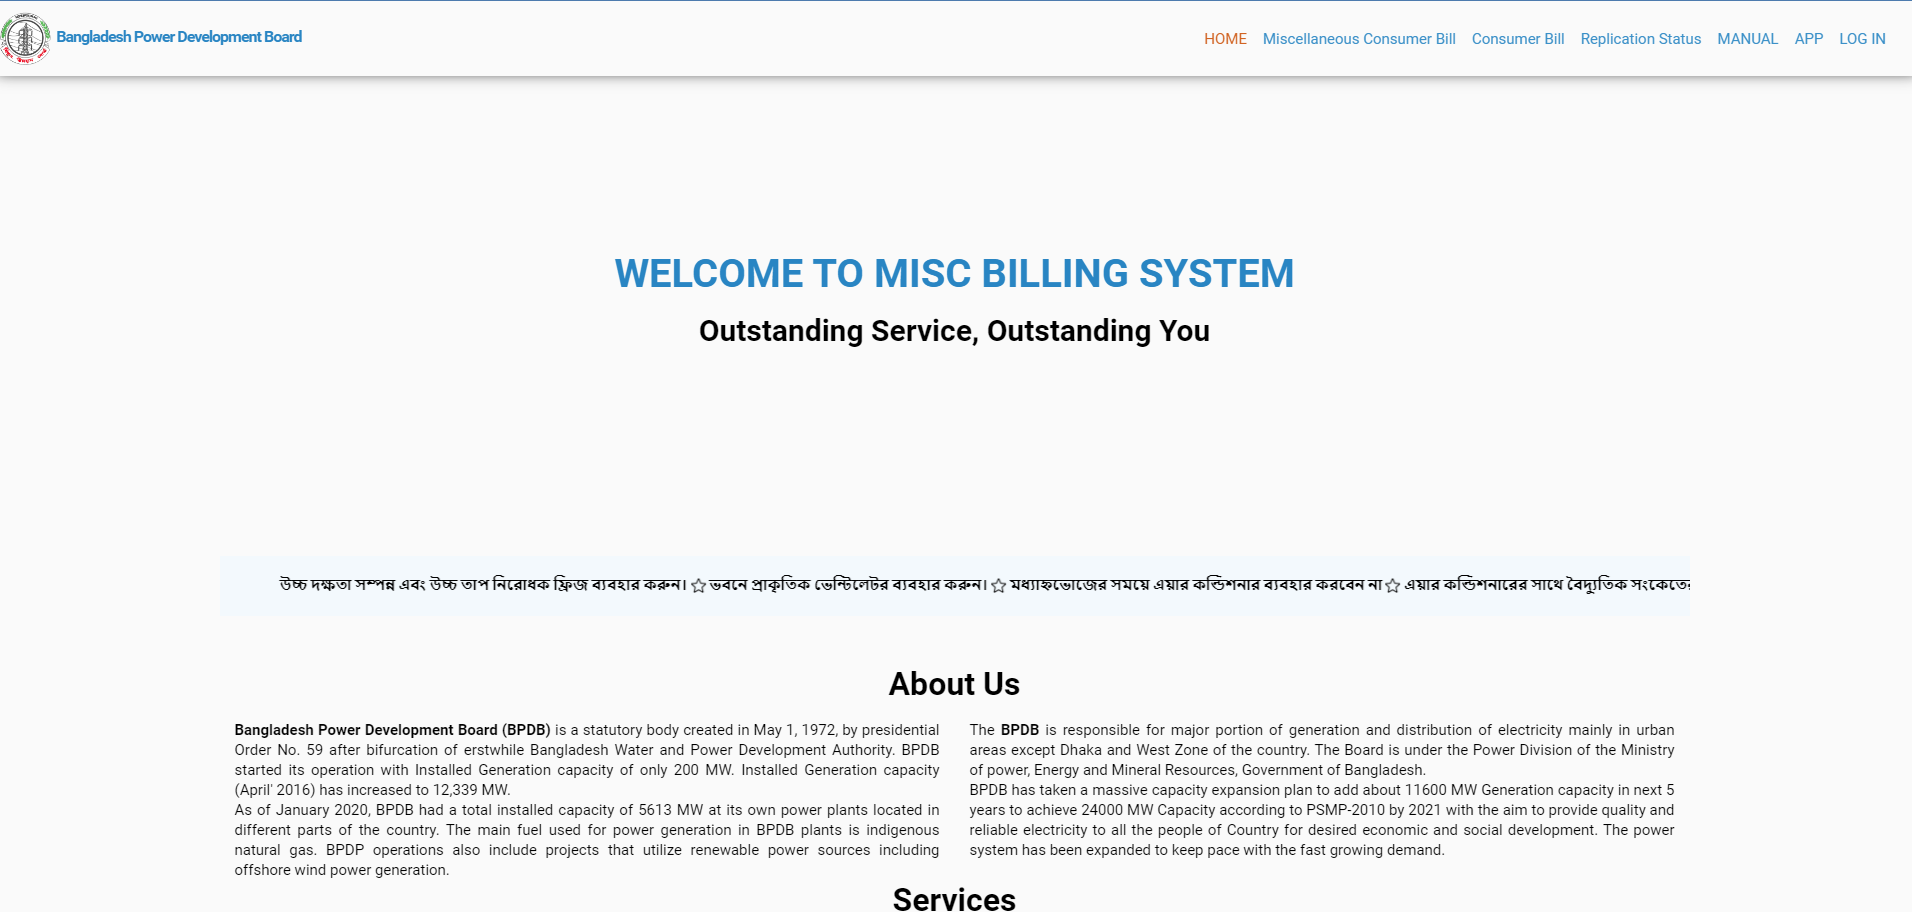 Bangladesh Power Development Board
HOME Miscellaneous Consumer Bill Consumer Bill Replication Status MANUAL APP LOG IN
WELCOME TO MISC BILLING SYSTEM
Outstanding Service, Outstanding You
উচ্চ দক্ষতা সম্পন্ন এবং উচ্চ তাপ নিরোধক ফ্রিজ ব্যবহার করুন। ☆ ভবনে প্রাকৃতিক ভেন্টিলেটর ব্যবহার করুন। ☆ মধ্যাহ্নভোজের সময়ে এয়ার কন্ডিশনার ব্যবহার করবেন না ☆ এয়ার কন্ডিশনারের সাথে বৈদ্যুতিক সংকেতের
About Us
Bangladesh Power Development Board (BPDB) is a statutory body created in May 1, 1972, by presidential
Order No. 59 after bifurcation of erstwhile Bangladesh Water and Power Development Authority. BPDB
started its operation with Installed Generation capacity of only 200 MW. Installed Generation capacity
(April' 2016) has increased to 12,339 MW.
As of January 2020, BPDB had a total installed capacity of 5613 MW at its own power plants located in
different parts of the country. The main fuel used for power generation in BPDB plants is indigenous
natural gas. BPDP operations also include projects that utilize renewable power sources including
offshore wind power generation.
The BPDB is responsible for major portion of generation and distribution of electricity mainly in urban
areas except Dhaka and West Zone of the country. The Board is under the Power Division of the Ministry
of power, Energy and Mineral Resources, Government of Bangladesh.
BPDB has taken a massive capacity expansion plan to add about 11600 MW Generation capacity in next 5
years to achieve 24000 MW Capacity according to PSMP-2010 by 2021 with the aim to provide quality and
reliable electricity to all the people of Country for desired economic and social development. The power
system has been expanded to keep pace with the fast growing demand.
Services